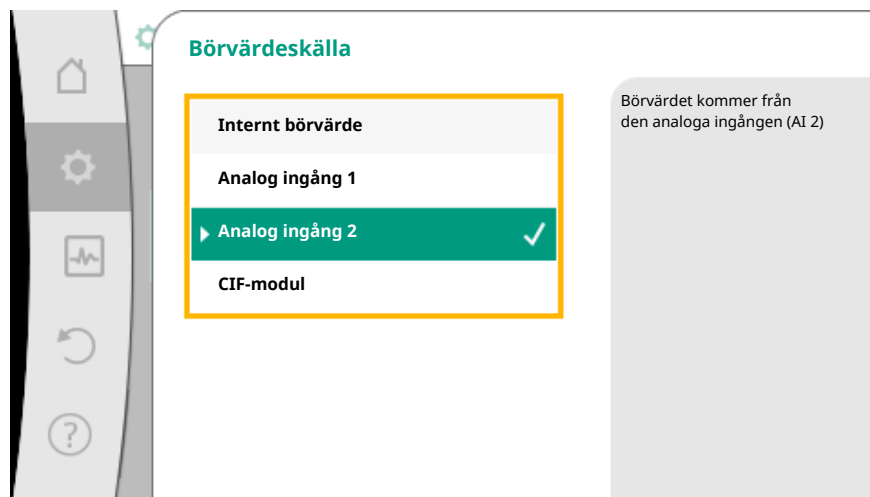 Börvärdeskälla
Internt börvärde
Analog ingång 1
Analog ingång 2
CIF-modul
Börvärdet kommer från
den analoga ingången (AI 2)